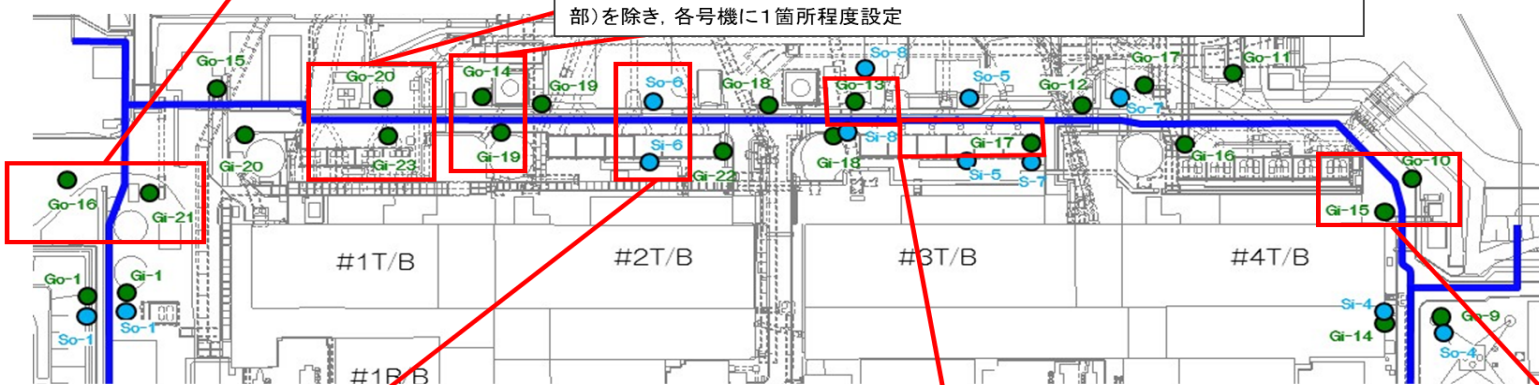 部)を除き，各号機に１箇所程度設定
So-8
Go-15
Go-20
Go-14
Go-19
So-6
Go-18
Go-13
So-5
Go-12
Go-17
So-7
Go-11
Gi-20
Gi-23
Gi-19
Si-6
Gi-22
Gi-18
Si-8
Gi-17
Si-5
S-7
Gi-16
Go-10
Go-16
Gi-21
Gi-15
#1T/B
#2T/B
#3T/B
#4T/B
Go-1
Gi-1
So-1
So-1
Si-4
Gi-14
Go-9
So-4
#1R/B